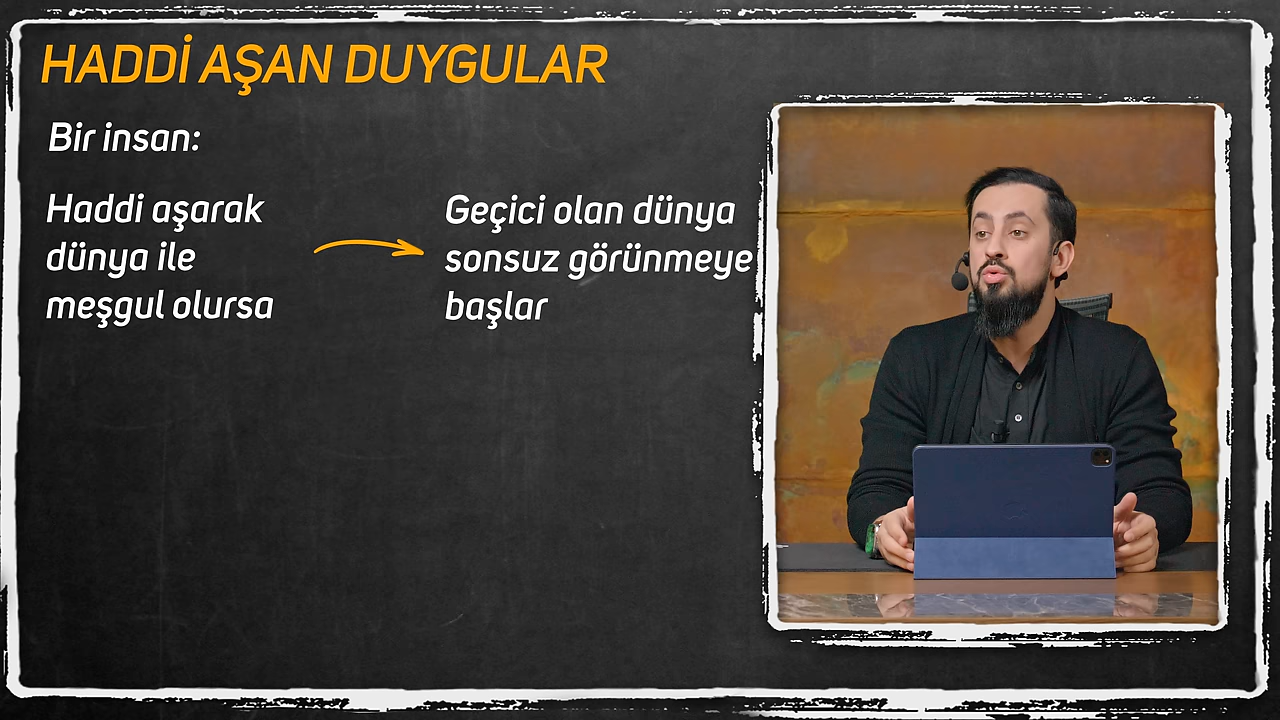 HADDİ AŞAN DUYGULAR
Bir insan:
Haddi aşarak
dünya ile
meşgul olursa
Geçici olan dünya
sonsuz görünmeye
başlar